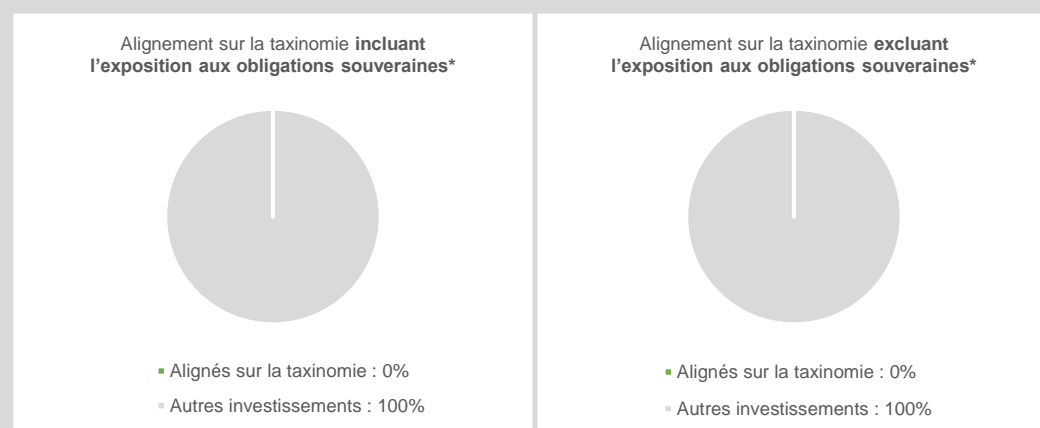 Alignement sur la taxinomie incluant
l'exposition aux obligations souveraines*
Alignés sur la taxinomie : 0%
Autres investissements : 100%
Alignement sur la taxinomie excluant
l'exposition aux obligations souveraines*
Alignés sur la taxinomie : 0%
Autres investissements : 100%